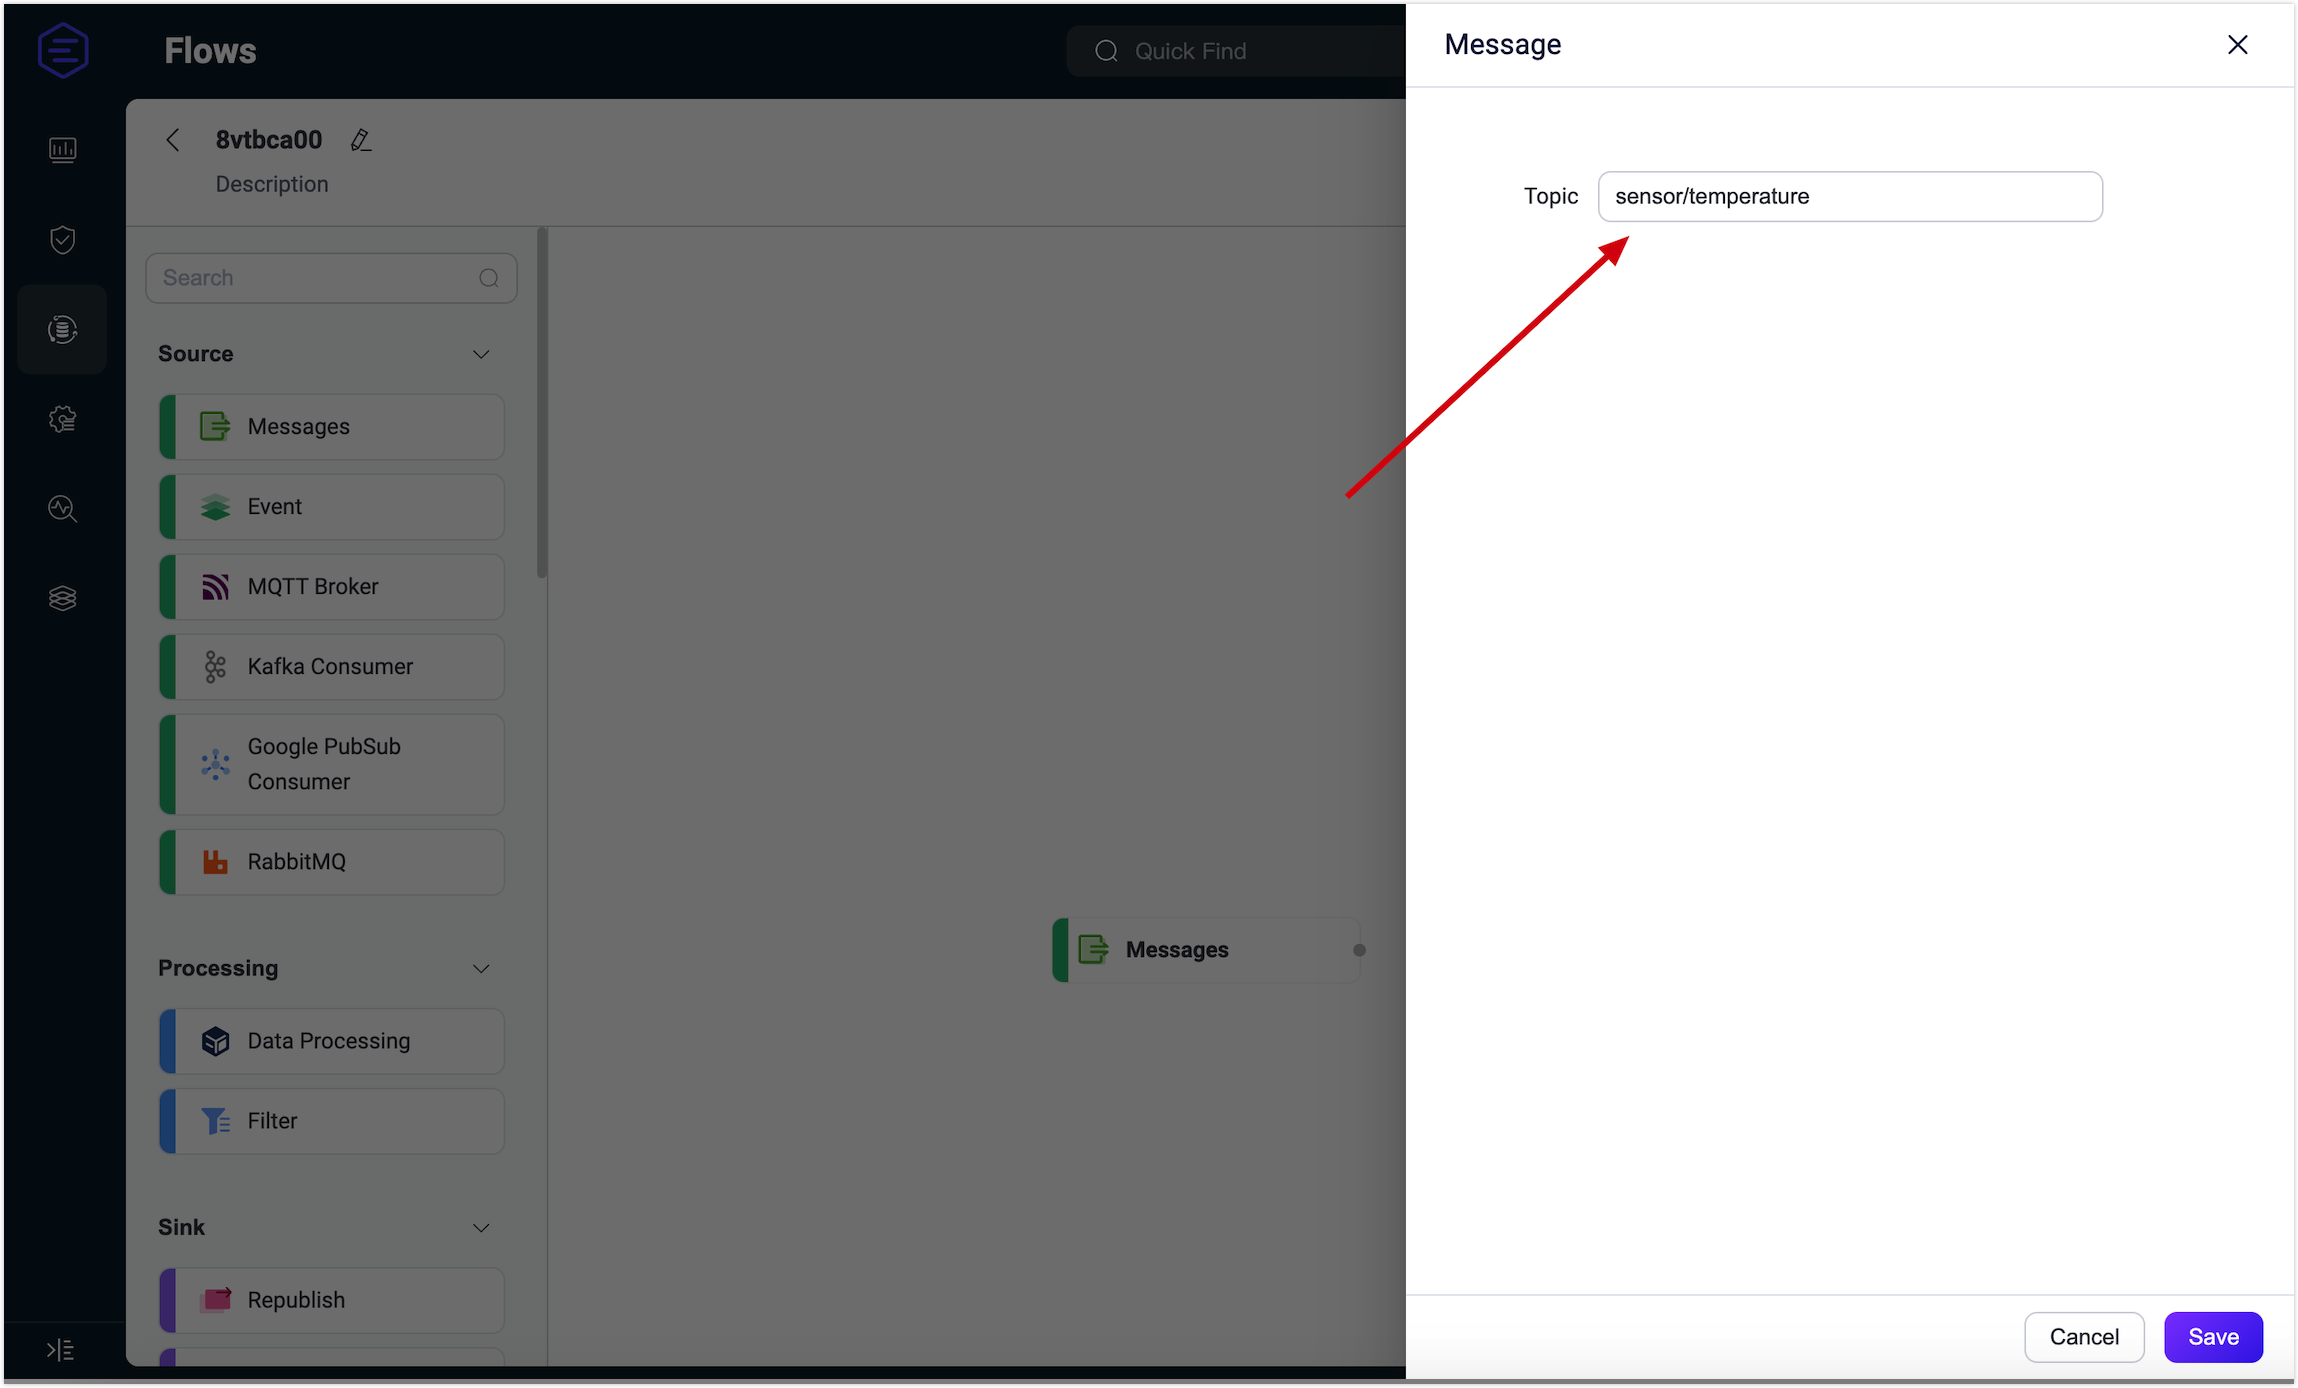 Flows
Quick Find
8vtbca00
Description
Search
Source
Messages
Event
MQTT Broker
Kafka Consumer
Google PubSub
Consumer
RabbitMQ
Processing
Data Processing
Filter
Sink
Republish
Messages
Message
Topic
sensor/temperature
Cancel
Save